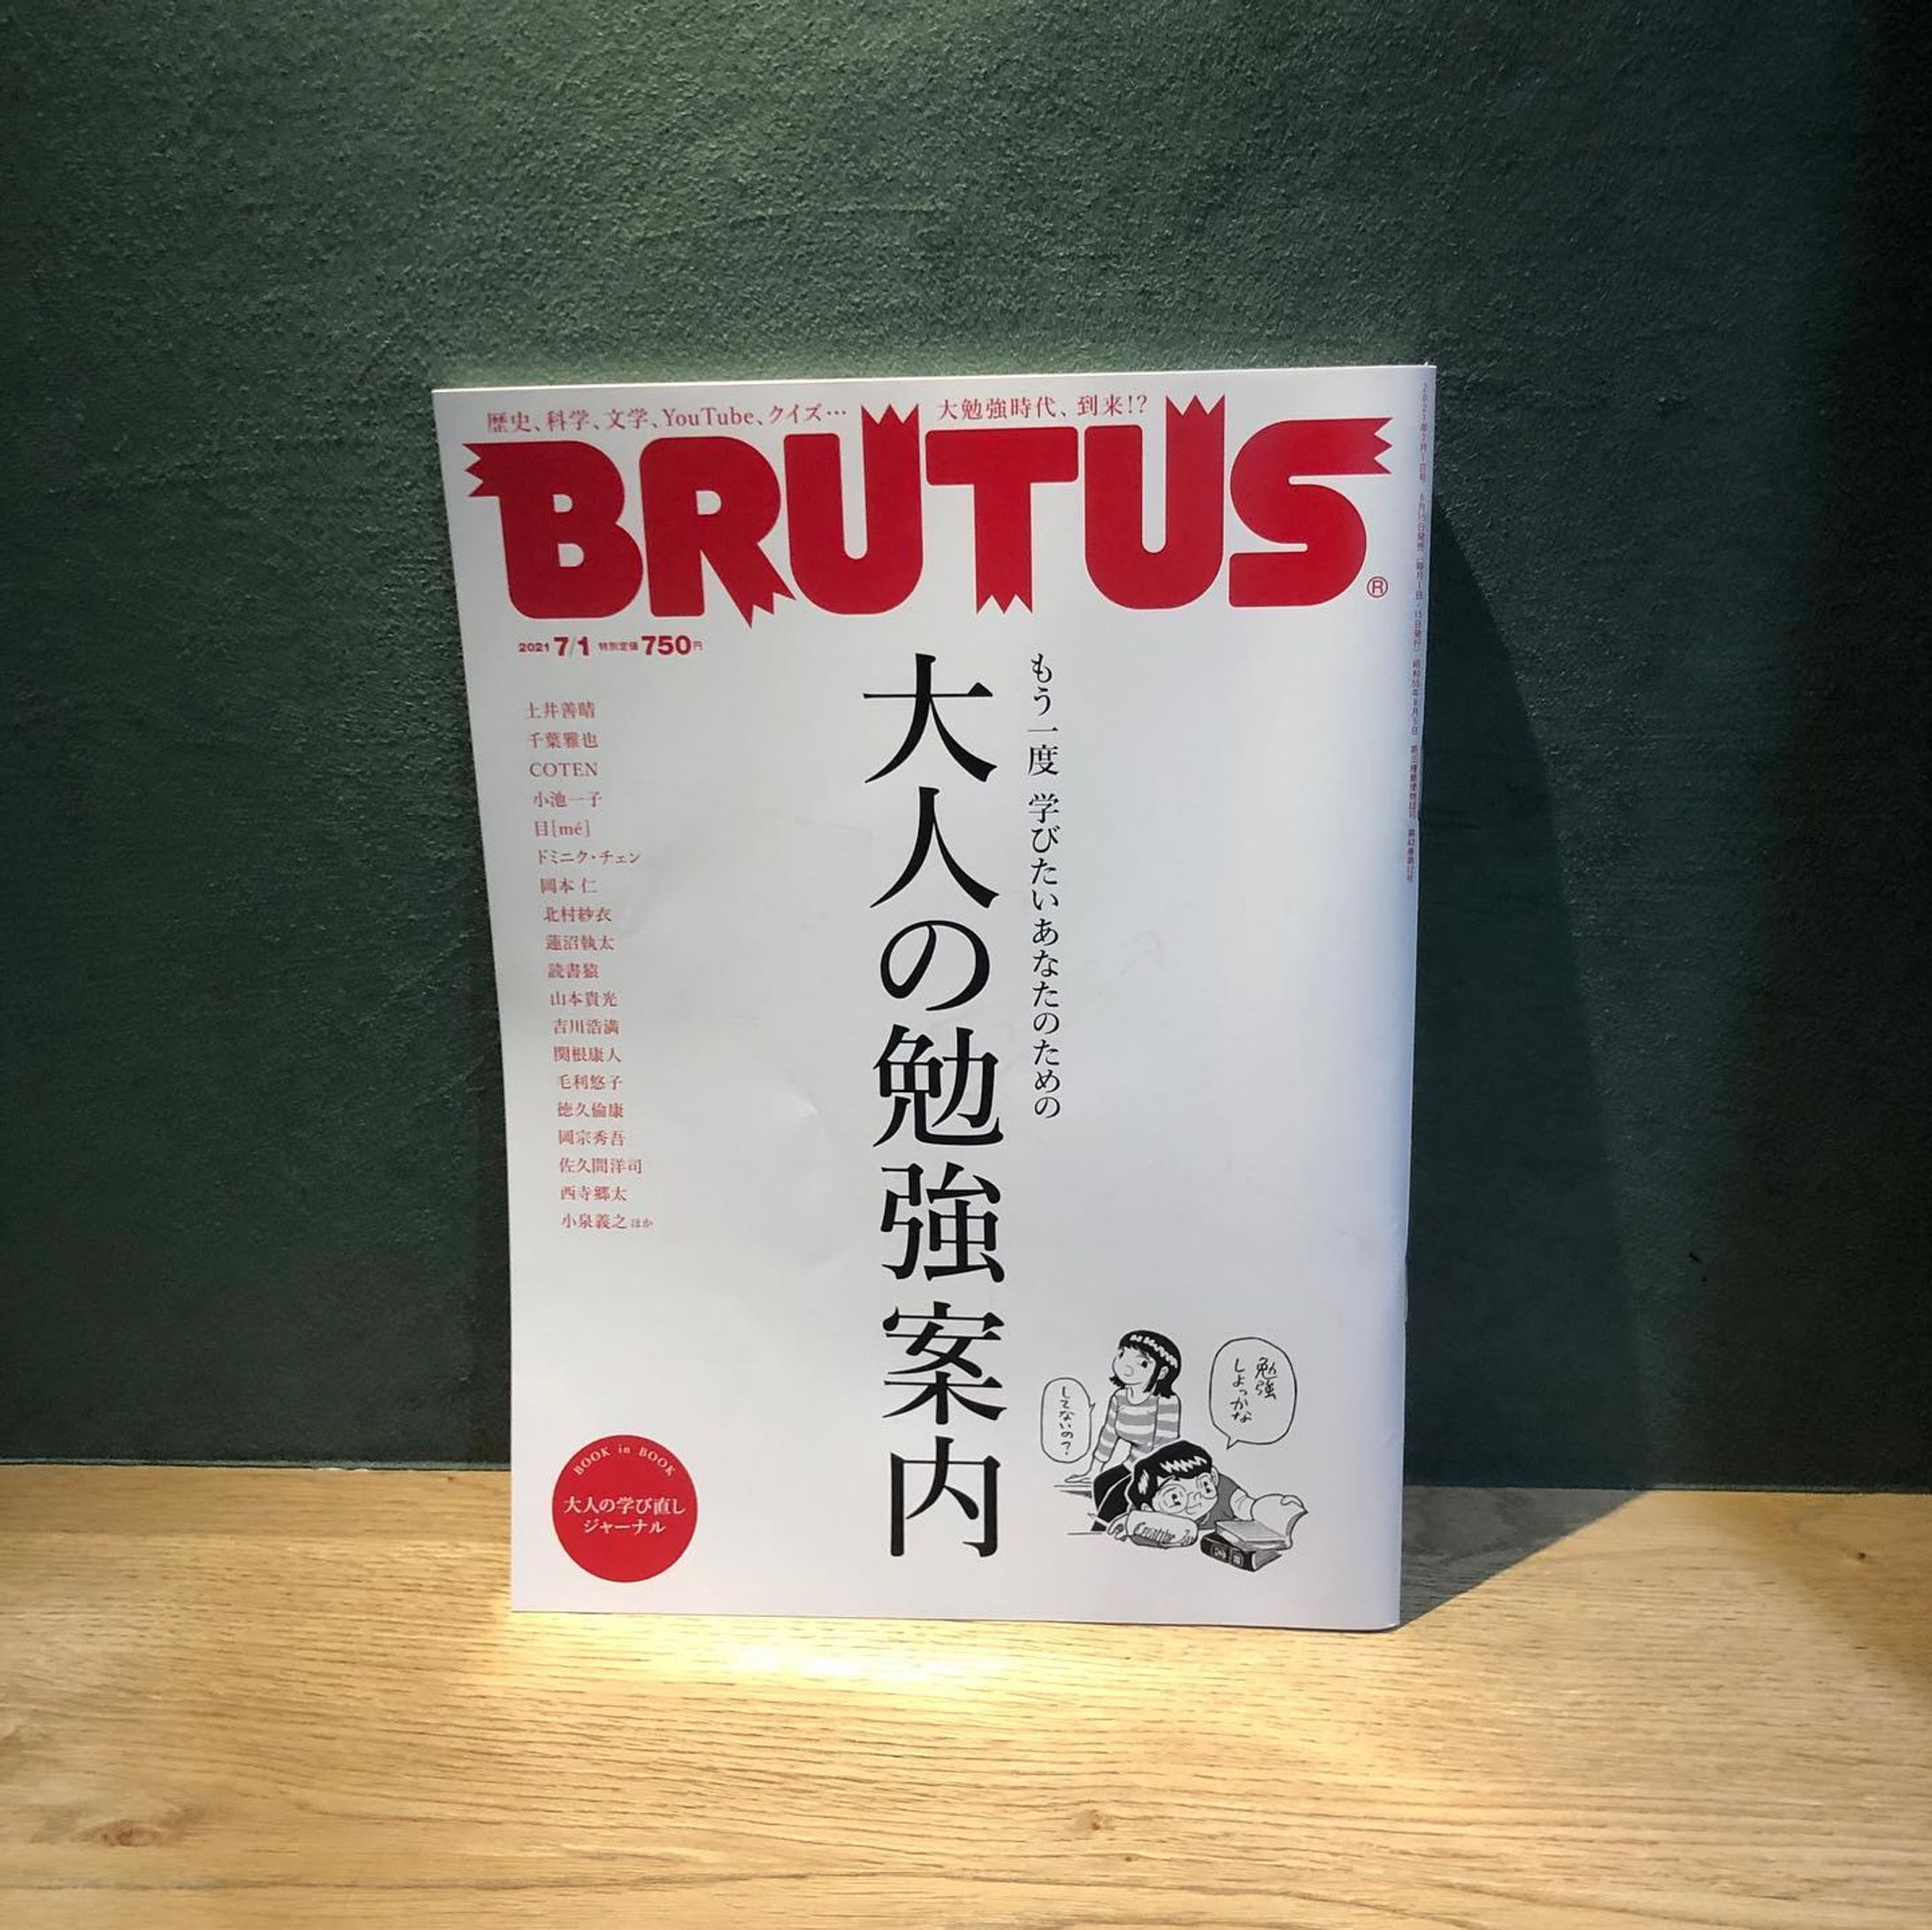 歴史、科学、文学、YouTube、クイズ… 大勉強時代、到来!?
BRUTUS®
2021 7/1 特別定価750円
もう一度 学びたいあなたのための
大人の勉強案内
土井善晴
千葉雅也
COTEN
小池一子
目[mé]
ドミニク・チェン
岡本 仁
北村紗衣
蓮沼執太
読書猿
山本貴光
吉川浩満
関根康人
毛利悠子
徳久倫康
岡宗秀吾
佐久間洋司
西寺郷太
小泉義之 ほか
勉強
しよっかな
してないの?
BOOK in BOOK
大人の学び直し
ジャーナル